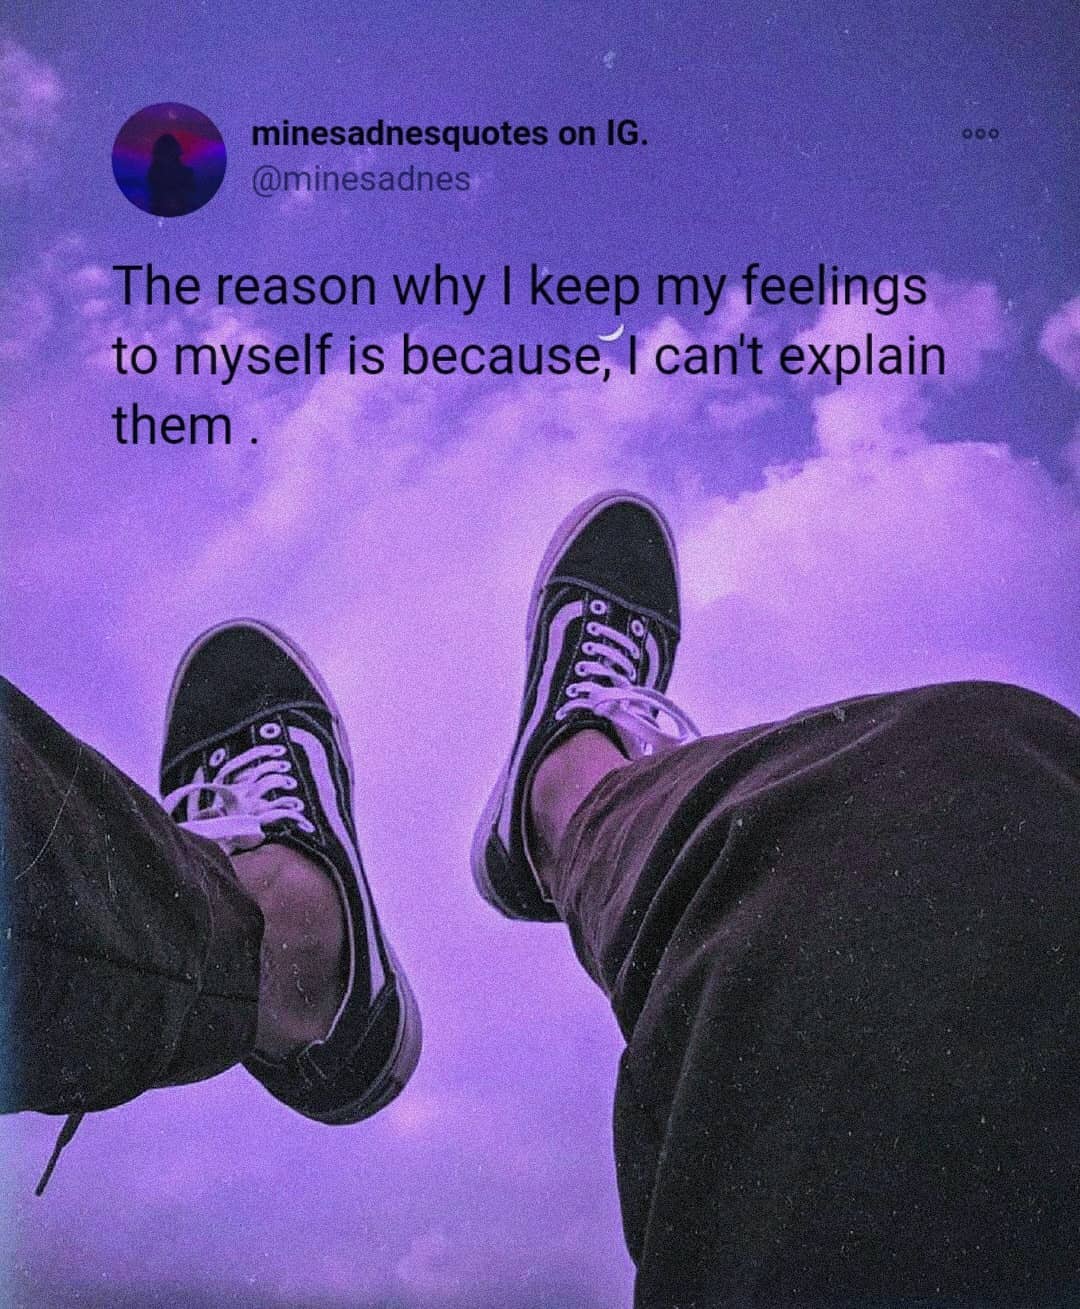 minesadnesquotes on IG.
@minesadnes
The reason why I keep my feelings
to myself is because, I can't explain
them .